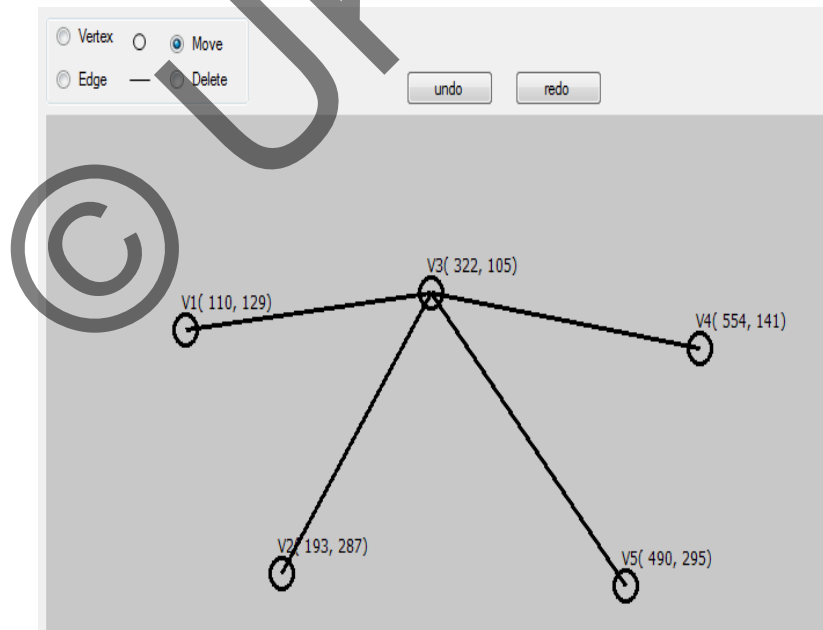 Vertex
Move
Edge
Delete
undo
redo
V3( 322, 105)
V1( 110, 129)
V4( 554, 141)
V2( 193, 287)
V5( 490, 295)
©